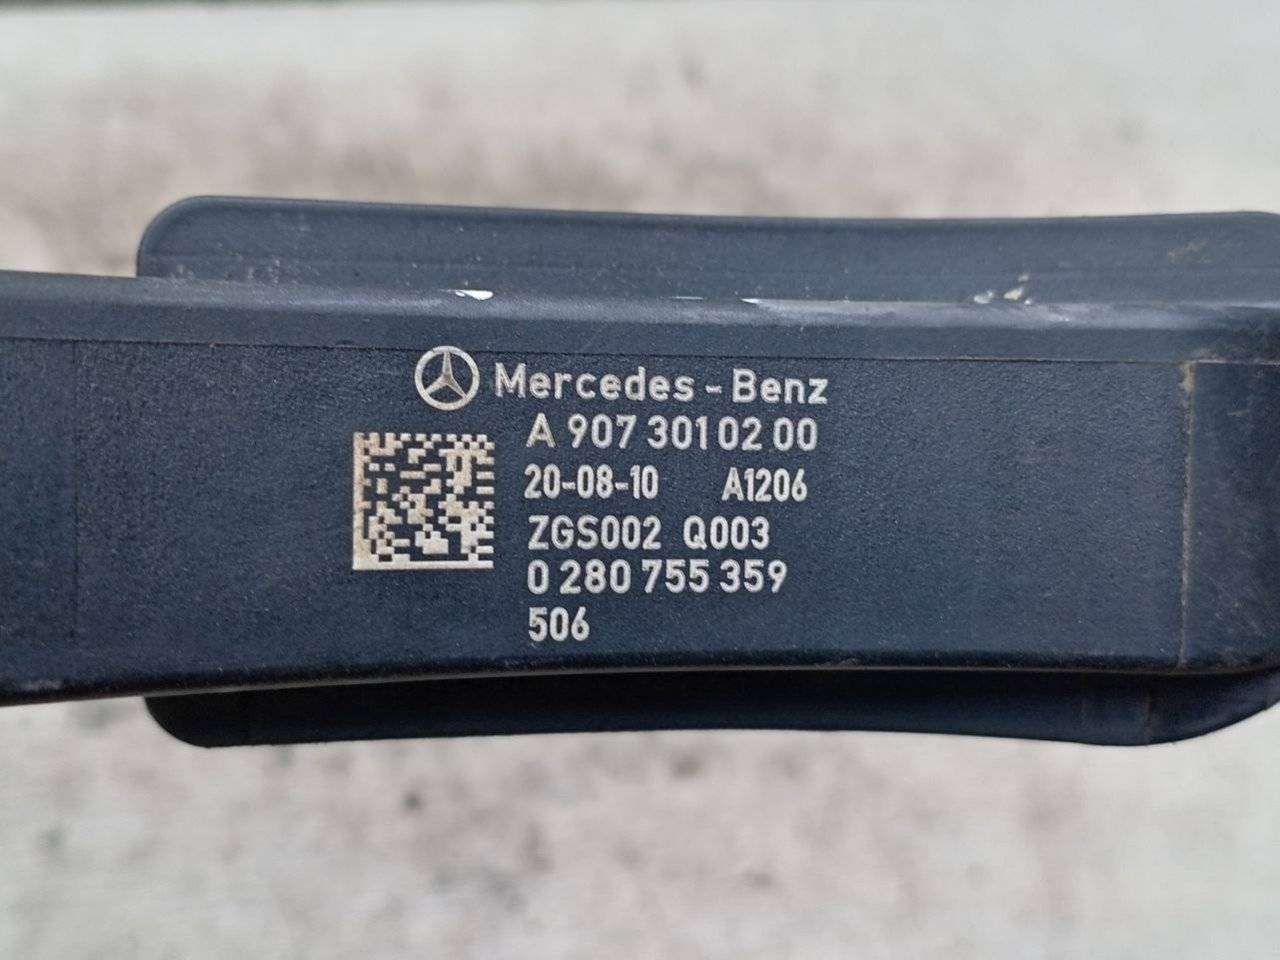 Mercedes-Benz
A 907 301 02 00
20-08-10 A1206
ZGS002 Q003
0 280 755 359
506